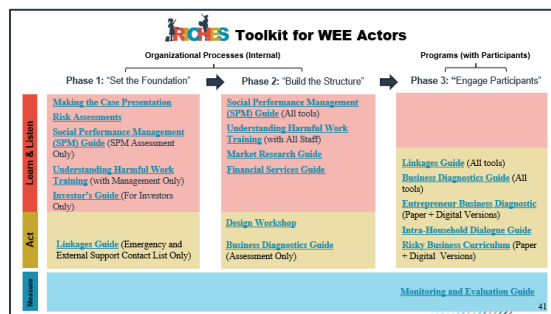 RICHES Toolkit for WEE Actors
Organizational Processes (Internal)
Programs (with Participants)
Phase 1: "Set the Foundation"
Phase 2: "Build the Structure"
Phase 3: "Engage Participants"
Learn & Listen
Making the Case Presentation
Risk Assessments
Social Performance Management
(SPM) Guide (SPM Assessment
Only)
Understanding Harmful Work
Training (with Management Only)
Investor's Guide (For Investors
Only)
Social Performance Management
(SPM) Guide (All tools)
Understanding Harmful Work
Training (with All Staff)
Market Research Guide
Financial Services Guide
Linkages Guide (All tools)
Business Diagnostics Guide (All
tools)
Entrepreneur Business Diagnostic
(Paper + Digital Versions)
Intra-Household Dialogue Guide
Risky Business Curriculum (Paper
+ Digital Versions)
Act
Linkages Guide (Emergency and
External Support Contact List Only)
Design Workshop
Business Diagnostics Guide
(Assessment Only)
Measure
Monitoring and Evaluation Guide
41